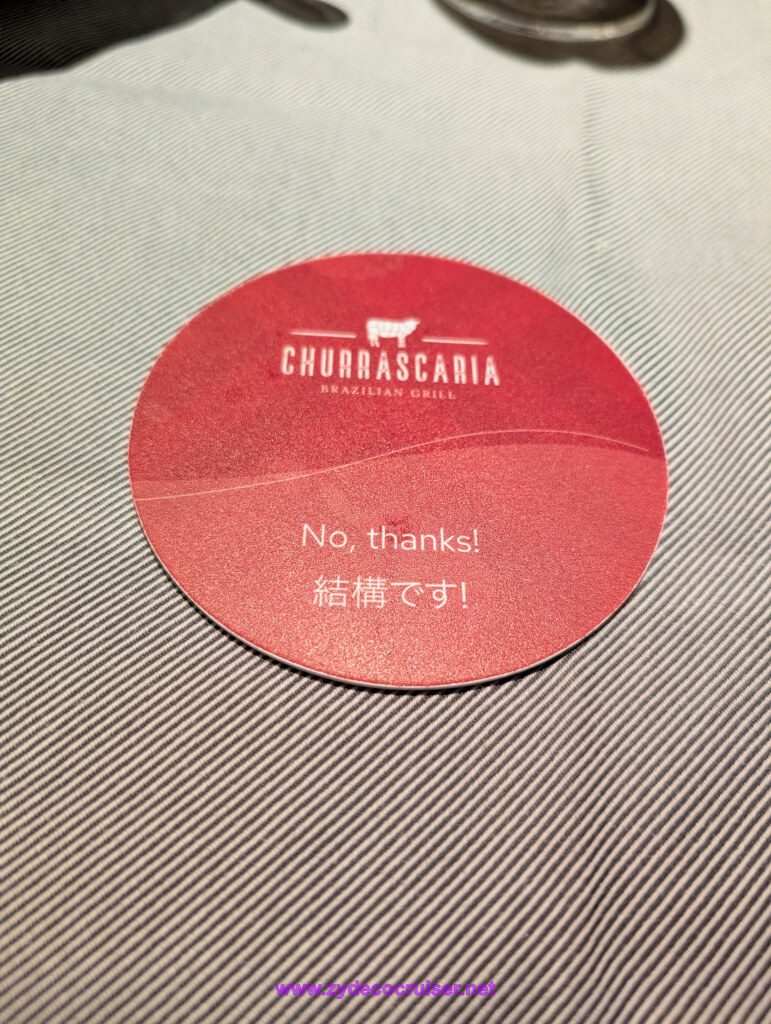 CHURRASCARIA
BRAZILIAN GRILL
No, thanks!
結構です!
www.zydecocruiser.net